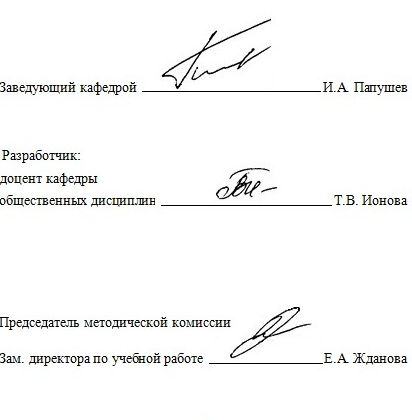 Заведующий кафедрой И.А. Папушев
Разработчик:
доцент кафедры
общественных дисциплин Т.В. Ионова
Председатель методической комиссии
Зам. директора по учебной работе Е.А. Жданова